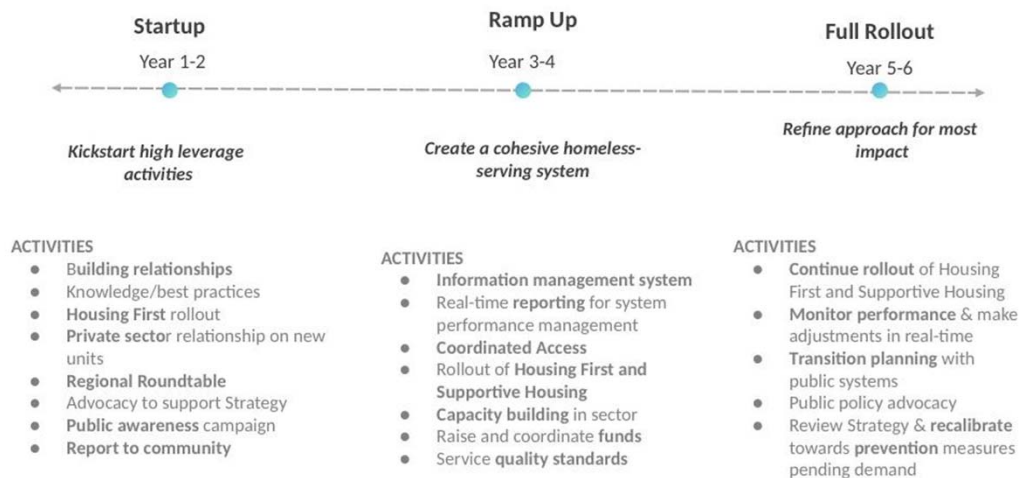 Startup
Year 1-2
Kickstart high leverage
activities
ACTIVITIES
● Building relationships
● Knowledge/best practices
● Housing First rollout
● Private sector relationship on new
units
● Regional Roundtable
● Advocacy to support Strategy
● Public awareness campaign
● Report to community
Ramp Up
Year 3-4
Create a cohesive homeless-
serving system
ACTIVITIES
● Information management system
● Real-time reporting for system
performance management
● Coordinated Access
● Rollout of Housing First and
Supportive Housing
● Capacity building in sector
● Raise and coordinate funds
● Service quality standards
Full Rollout
Year 5-6
Refine approach for most
impact
ACTIVITIES
● Continue rollout of Housing
First and Supportive Housing
● Monitor performance & make
adjustments in real-time
● Transition planning with
public systems
● Public policy advocacy
● Review Strategy & recalibrate
towards prevention measures
pending demand